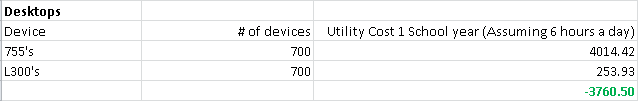 Desktops
Device # of devices Utility Cost 1 School year (Assuming 6 hours a day)
755's 700 4014.42
L300's 700 253.93
-3760.50